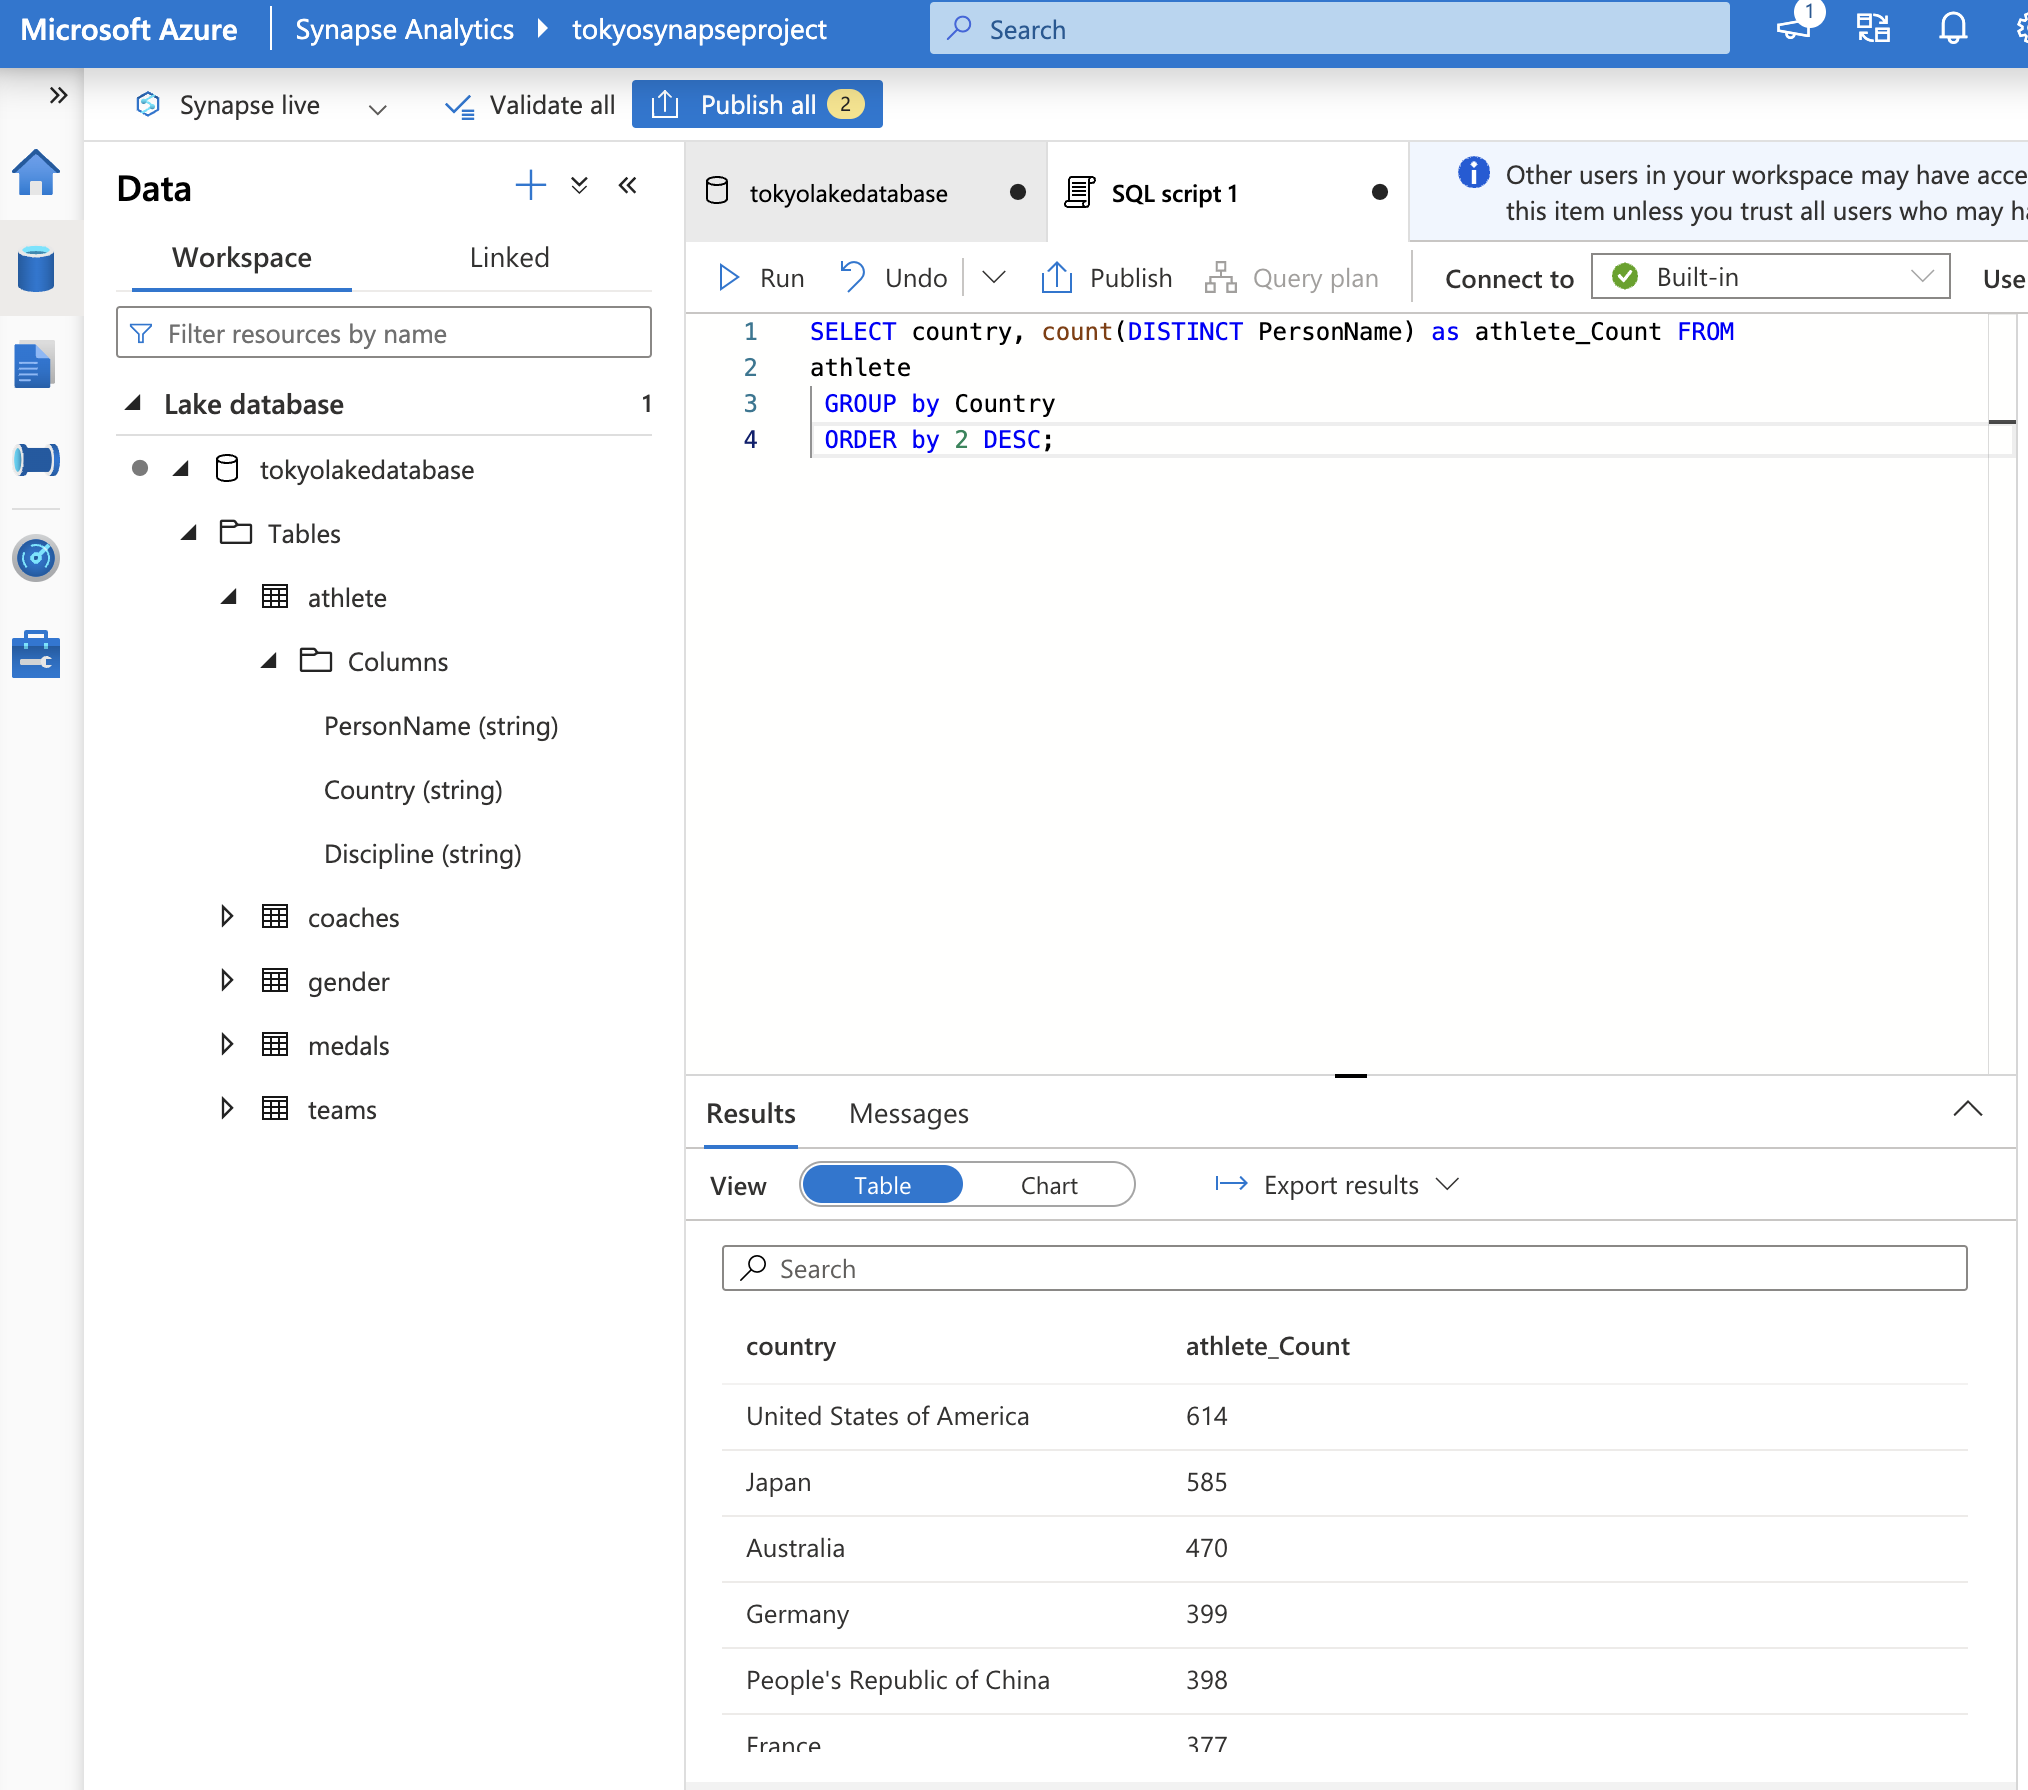 Microsoft Azure
Synapse Analytics
tokyosynapseproject
Search
1
Synapse live
Validate all
Publish all 2
Data
Workspace
Linked
Filter resources by name
Lake database 1
tokyolakedatabase
Tables
athlete
Columns
PersonName (string)
Country (string)
Discipline (string)
coaches
gender
medals
teams
tokyolakedatabase
SQL script 1
Other users in your workspace may have acce
this item unless you trust all users who may ha
Run
Undo
Publish
Query plan
Connect to
Built-in
Use
1 SELECT country, count(DISTINCT PersonName) as athlete_Count FROM
2 athlete
3 GROUP by Country
4 ORDER by 2 DESC;
Results
Messages
View
Table
Chart
Export results
Search
country athlete_Count
United States of America 614
Japan 585
Australia 470
Germany 399
People's Republic of China 398
France 377